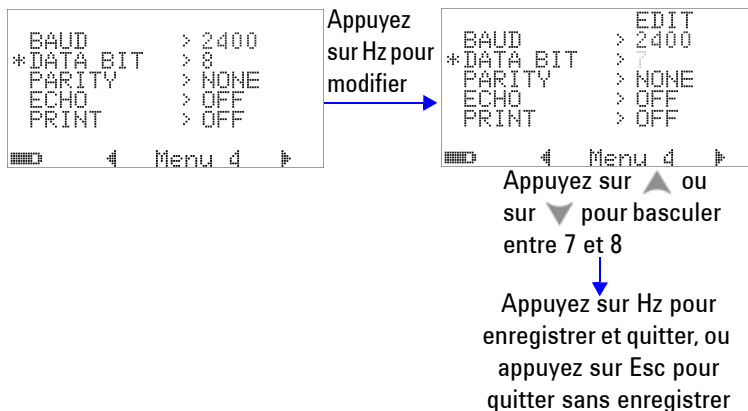 BAUD > 2400
*DATA BIT > 8
PARITY > NONE
ECHO > OFF
PRINT > OFF
Menu 4
Appuyez
sur Hz pour
modifier
EDIT
BAUD > 2400
*DATA BIT > 7
PARITY > NONE
ECHO > OFF
PRINT > OFF
Menu 4
Appuyez sur ou
sur pour basculer
entre 7 et 8
Appuyez sur Hz pour
enregistrer et quitter, ou
appuyez sur Esc pour
quitter sans enregistrer